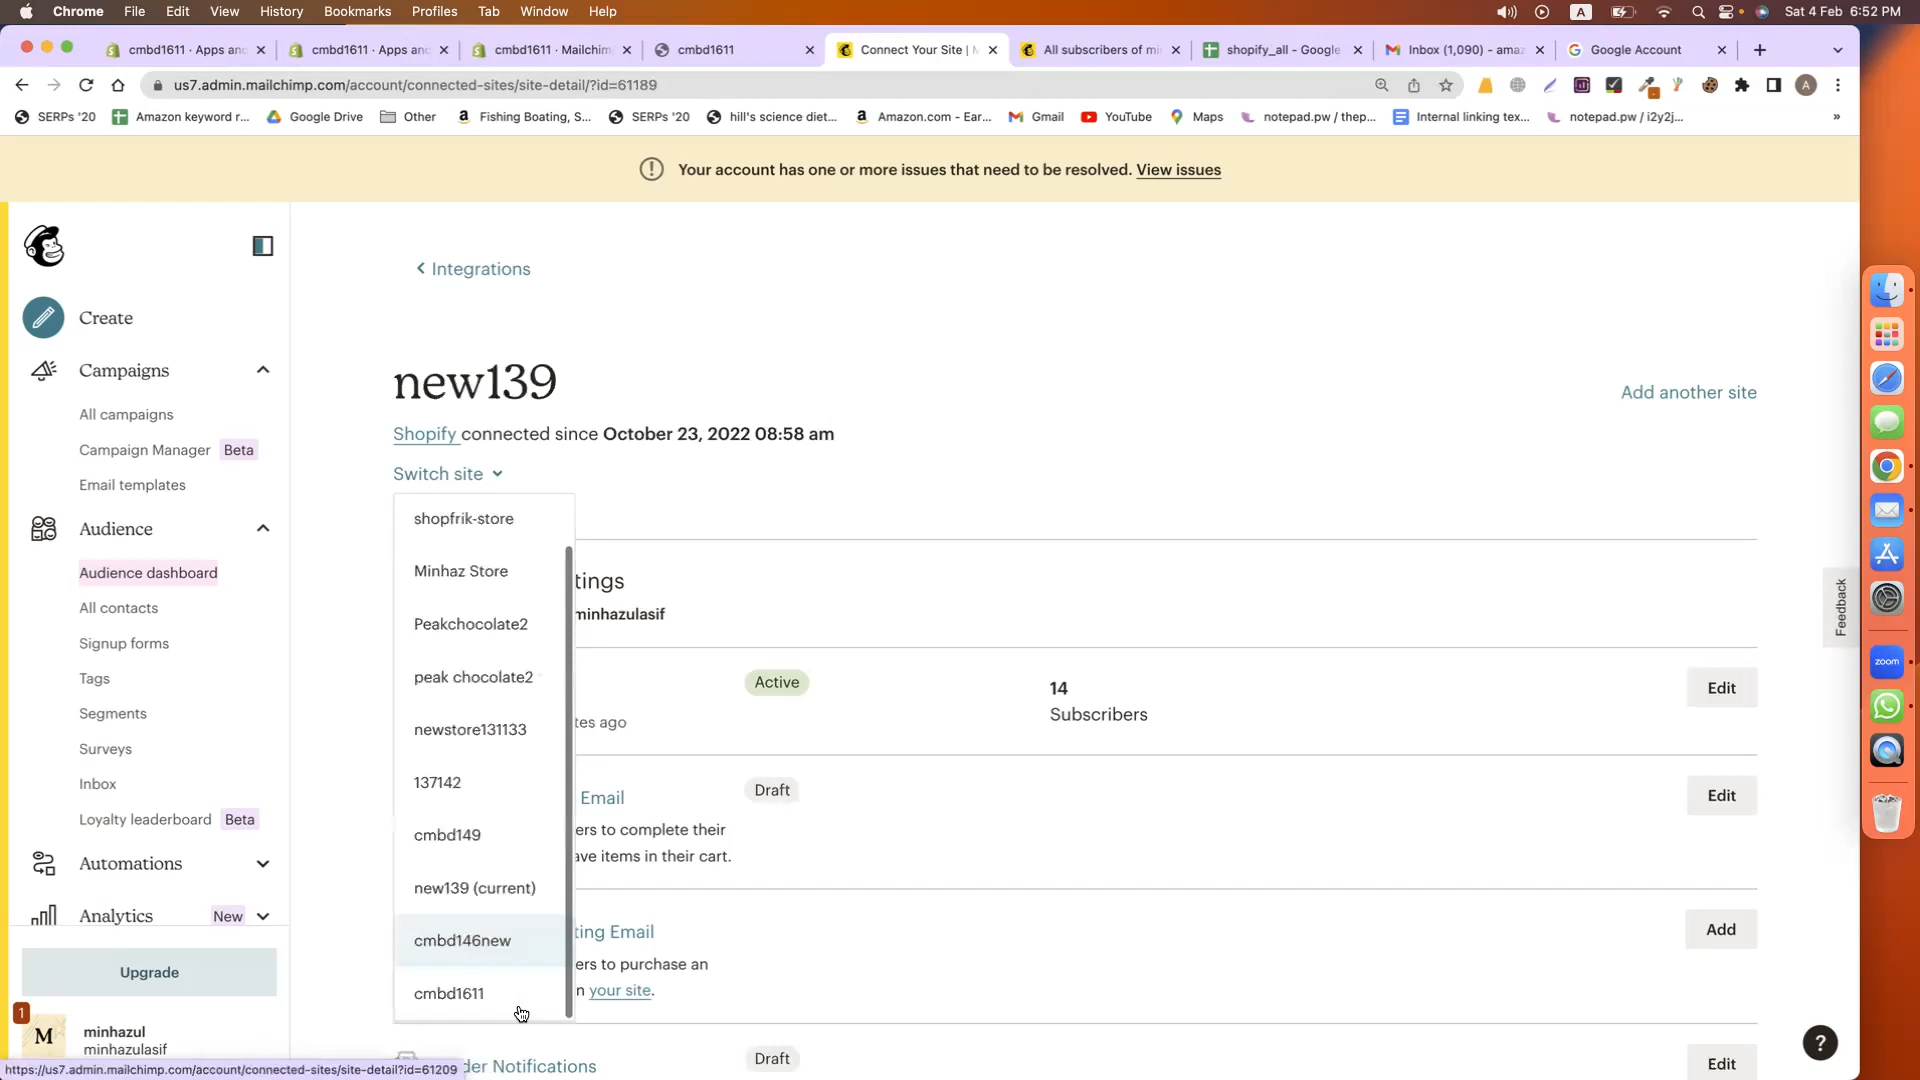 Chrome File Edit View History Bookmarks Profiles Tab Window Help
A Sat 4 Feb 6:52 PM
cmbd1611 · Apps an
cmbd1611 · Apps an
cmbd1611 · Mailchim
cmbd1611
Connect Your Site |
All subscribers of mi
shopify_all - Google
Inbox (1,090) - ama
Google Account
us7.admin.mailchimp.com/account/connected-sites/site-detail/?id=61189
A
SERPs '20
Amazon keyword r...
Google Drive
Other
Fishing Boating, S...
SERPs '20
hill's science diet...
Amazon.com - Ear...
Gmail
YouTube
Maps
notepad.pw / thep...
Internal linking tex...
notepad.pw / i2y2j...
»
Your account has one or more issues that need to be resolved. View issues
Create
Campaigns
All campaigns
Campaign Manager Beta
Email templates
Audience
Audience dashboard
All contacts
Signup forms
Tags
Segments
Surveys
Inbox
Loyalty leaderboard Beta
Automations
Analytics New
Upgrade
1
M
minhazul
minhazulasif
https://us7.admin.mailchimp.com/account/connected-sites/site-detail?id=61209
Integrations
new139
Add another site
Shopify connected since October 23, 2022 08:58 am
Switch site
shopfrik-store
Minhaz Store
Peakchocolate2
peak chocolate2
newstore131133
137142
cmbd149
new139 (current)
cmbd146new
cmbd1611
tings
minhazulasif
Active
14
Subscribers
Edit
tes ago
Email
Draft
Edit
ers to complete their
ave items in their cart.
ting Email
Add
ers to purchase an
n your site.
der Notifications
Draft
Edit
Feedback
?
zoom